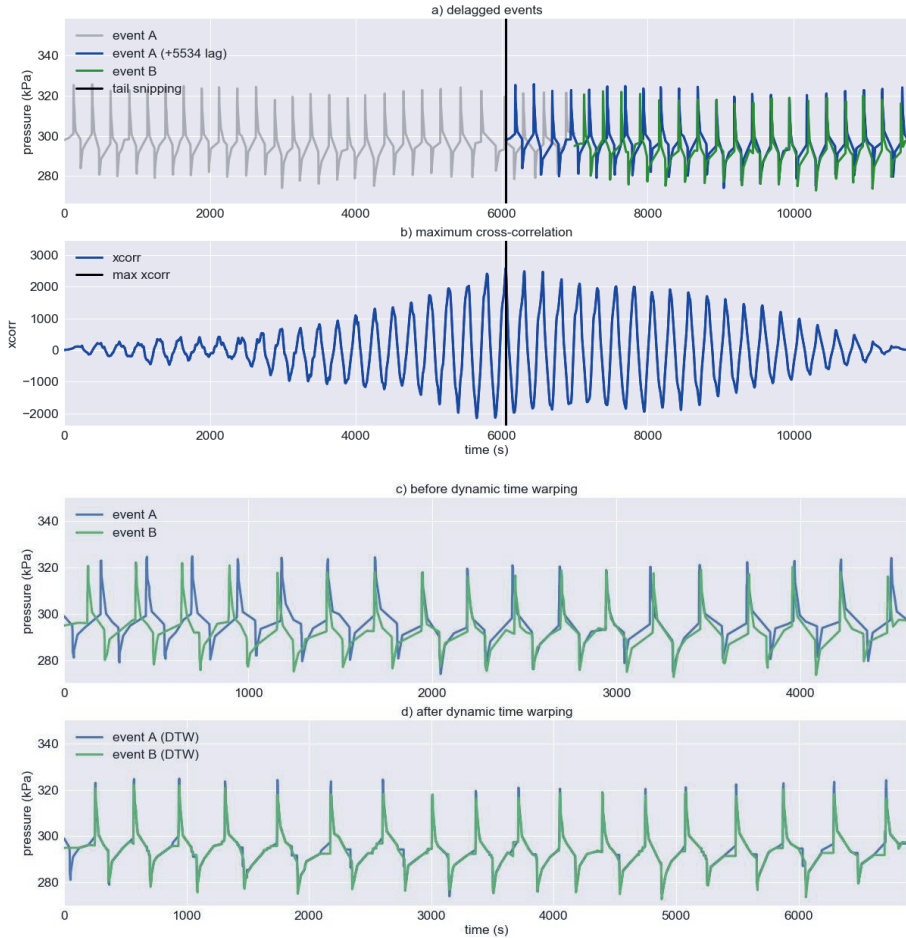 a) delagged events
event A
event A (+5534 lag)
event B
tail snipping
pressure (kPa)
340
320
300
280
0
2000
4000
6000
8000
10000
b) maximum cross-correlation
xcorr
max xcorr
xcorr
3000
2000
1000
0
−1000
−2000
0
2000
4000
6000
8000
10000
time (s)
c) before dynamic time warping
event A
event B
pressure (kPa)
340
320
300
280
0
1000
2000
3000
4000
d) after dynamic time warping
event A (DTW)
event B (DTW)
pressure (kPa)
340
320
300
280
0
1000
2000
3000
4000
5000
6000
time (s)